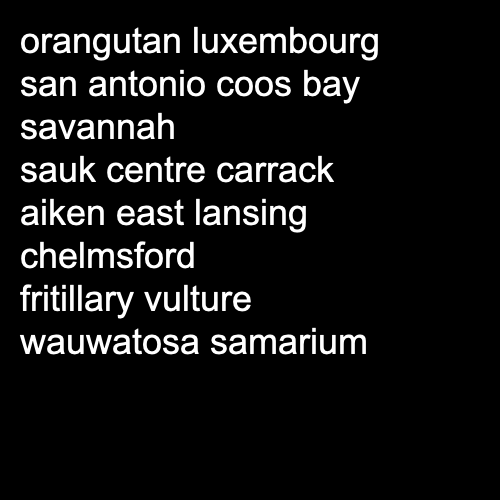 orangutan luxembourg
san antonio coos bay
savannah
sauk centre carrack
aiken east lansing
chelmsford
fritillary vulture
wauwatosa samarium